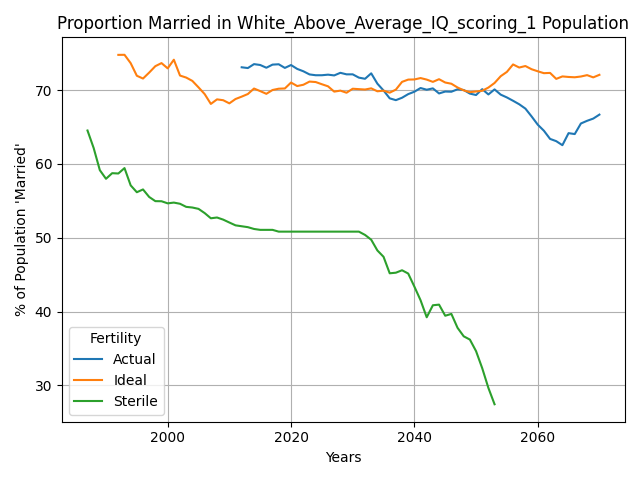 Proportion Married in White_Above_Average_IQ_scoring_1 Population
% of Population 'Married'
70
60
50
40
30
Fertility
Actual
Ideal
Sterile
2000
2020
2040
2060
Years